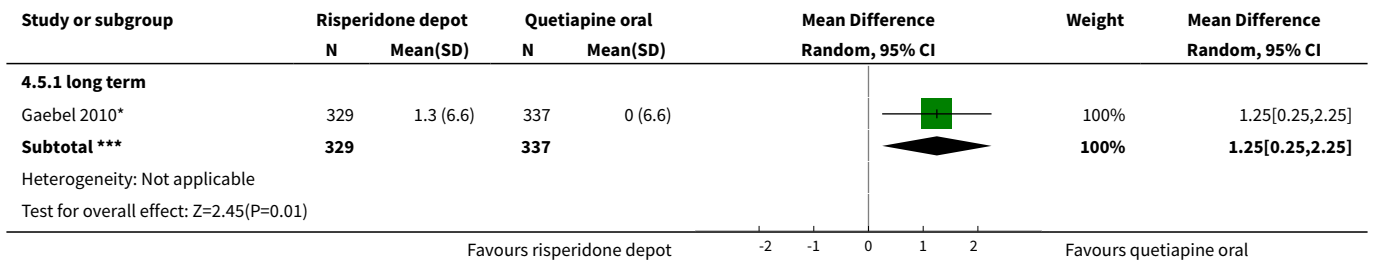 Study or subgroup Risperidone depot Quetiapine oral Mean Difference Weight Mean Difference
N Mean(SD) N Mean(SD) Random, 95% CI Random, 95% CI
4.5.1 long term
Gaebel 2010* 329 1.3 (6.6) 337 0 (6.6) 100% 1.25[0.25,2.25]
Subtotal *** 329 337 100% 1.25[0.25,2.25]
Heterogeneity: Not applicable
Test for overall effect: Z=2.45(P=0.01)
Favours risperidone depot -2 -1 0 1 2 Favours quetiapine oral